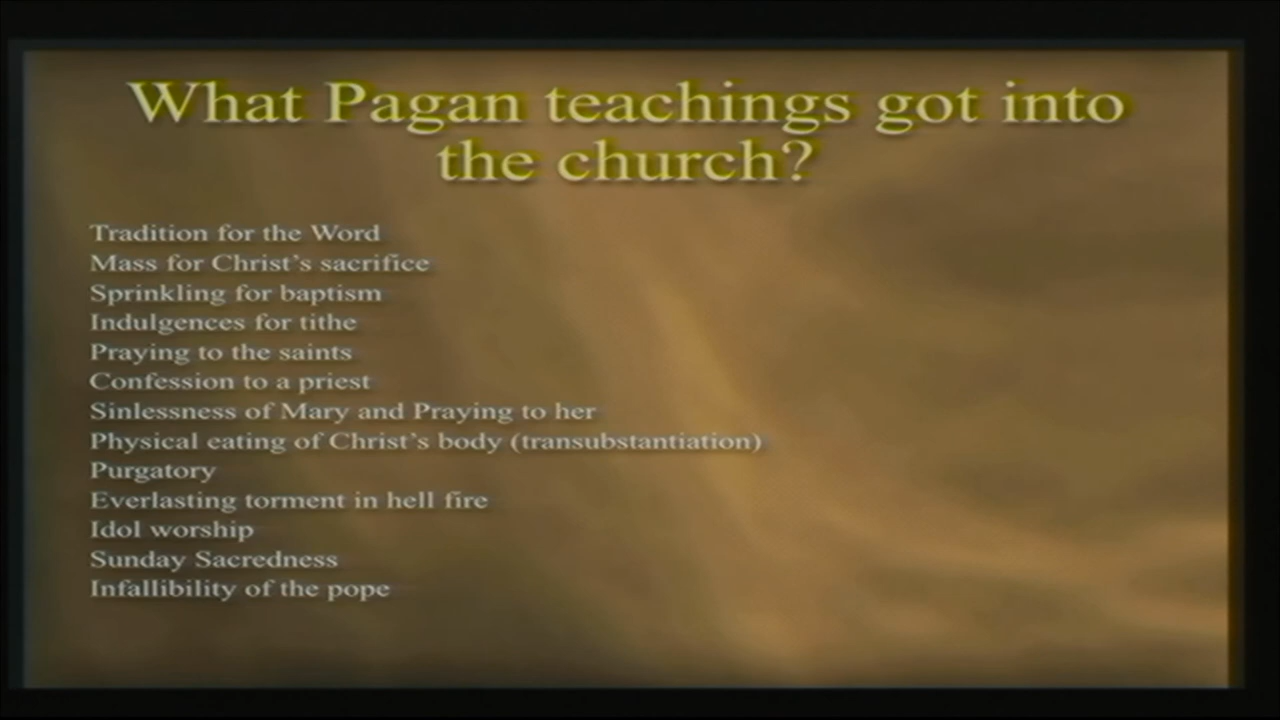 What Pagan teachings got into
the church?
Tradition for the Word
Mass for Christ's sacrifice
Sprinkling for baptism
Indulgences for tithe
Praying to the saints
Confession to a priest
Sinlessness of Mary and Praying to her
Physical eating of Christ's body (transubstantiation)
Purgatory
Everlasting torment in hell fire
Idol worship
Sunday Sacredness
Infallibility of the pope